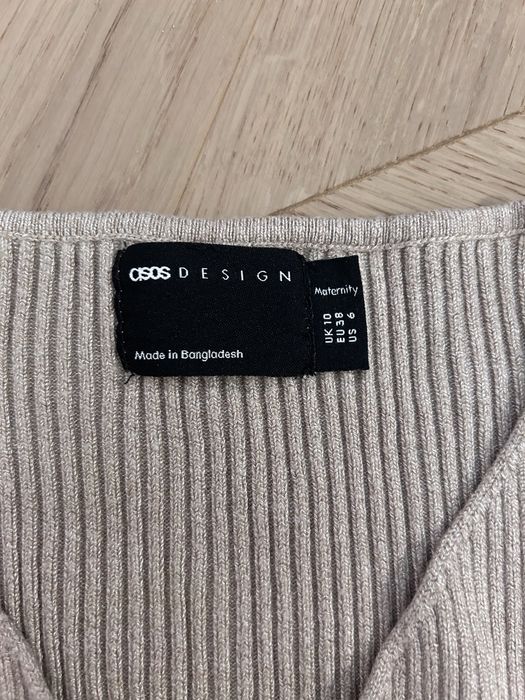 asos DESIGN
Made in Bangladesh
Maternity
UK 10
EU 38
US 6